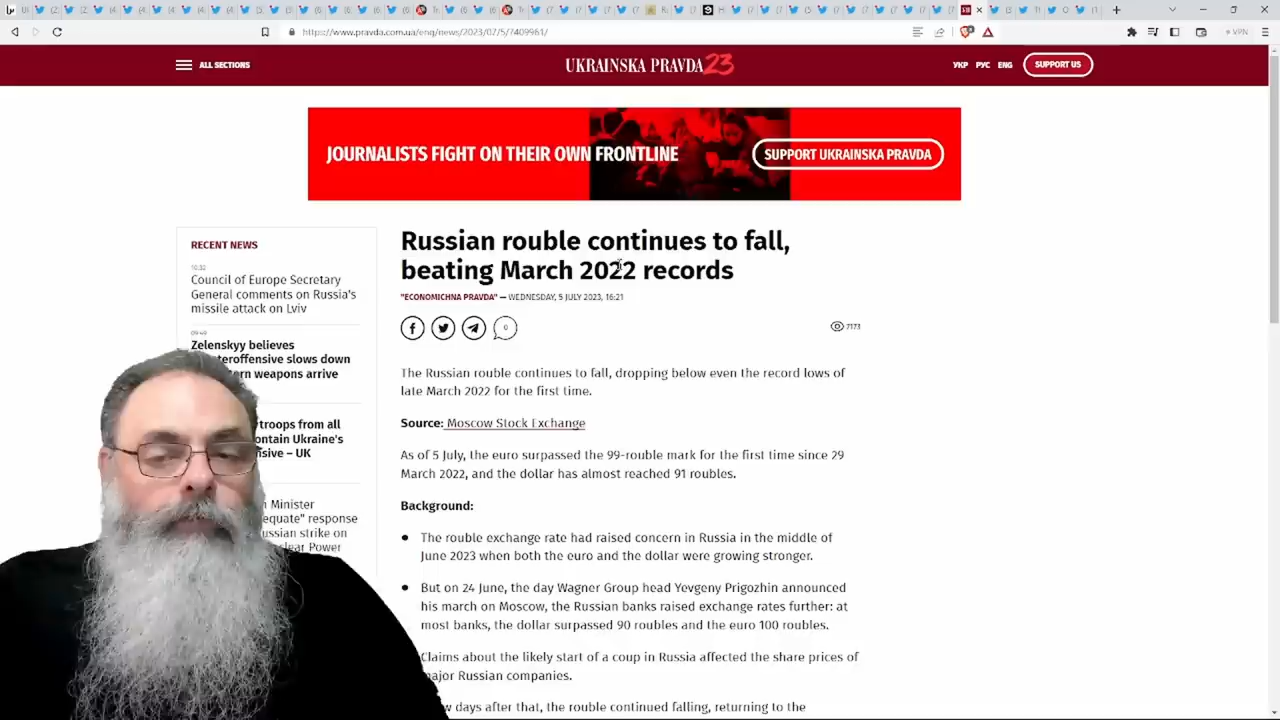 https://www.pravda.com.ua/eng/news/2023/07/5/7409961/
VPN
ALL SECTIONS
UKRAINSKA PRAVDA 23
УКР РУС ENG
SUPPORT US
JOURNALISTS FIGHT ON THEIR OWN FRONTLINE
SUPPORT UKRAINSKA PRAVDA
RECENT NEWS
10:32
Council of Europe Secretary
General comments on Russia's
missile attack on Lviv
Zelenskyy believes
slows down
weapons arrive
troops from all
Ukraine's
– UK
Minister
response
strike on
Power
Russian rouble continues to fall,
beating March 2022 records
"ECONOMICHNA PRAVDA" — WEDNESDAY, 5 JULY 2023, 16:21
0
7173
The Russian rouble continues to fall, dropping below even the record lows of
late March 2022 for the first time.
Source: Moscow Stock Exchange
As of 5 July, the euro surpassed the 99-rouble mark for the first time since 29
March 2022, and the dollar has almost reached 91 roubles.
Background:
The rouble exchange rate had raised concern in Russia in the middle of
June 2023 when both the euro and the dollar were growing stronger.
But on 24 June, the day Wagner Group head Yevgeny Prigozhin announced
his march on Moscow, the Russian banks raised exchange rates further: at
most banks, the dollar surpassed 90 roubles and the euro 100 roubles.
Claims about the likely start of a coup in Russia affected the share prices of
major Russian companies.
days after that, the rouble continued falling, returning to the